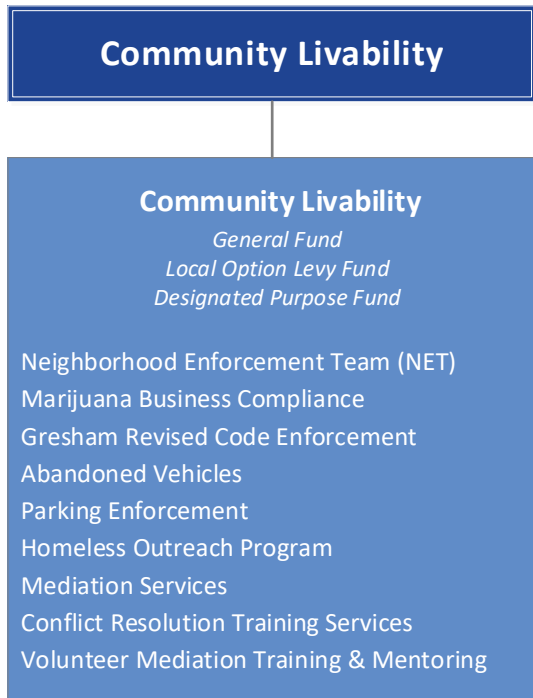 Community Livability
Community Livability
General Fund
Local Option Levy Fund
Designated Purpose Fund
Neighborhood Enforcement Team (NET)
Marijuana Business Compliance
Gresham Revised Code Enforcement
Abandoned Vehicles
Parking Enforcement
Homeless Outreach Program
Mediation Services
Conflict Resolution Training Services
Volunteer Mediation Training & Mentoring